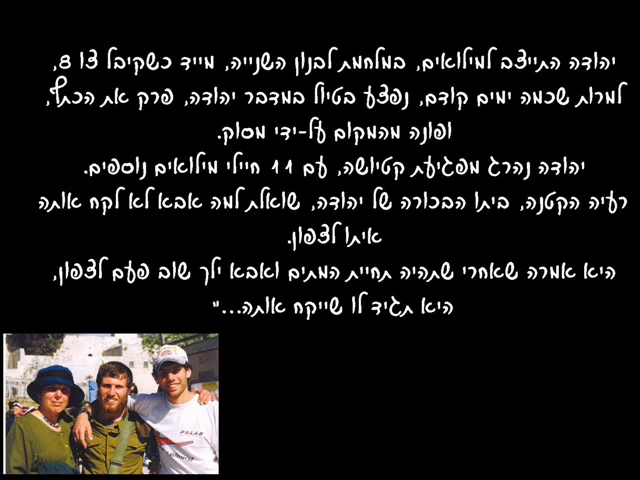 יהודה התייצב למילואים, במלחמת לבנון השנייה, מייד כשקיבל צו 8,
למרות שכמה ימים קודם, נפצע בטיול במדבר יהודה, פרק את הכתף,
ופונה מהמקום על-ידי מסוק.
יהודה נהרג מפגיעת קטיושה, עם 11 חיילי מילואים נוספים.
רעיה הקטנה, ביתו הבכורה של יהודה, שואלת למה אבא לא לקח אותה
איתו לצפון.
היא אמרה שאחרי שתהיה תחיית המתים ואבא ילך שוב פעם לצפון,
היא תגיד לו שייקח אותה..."
POLAR